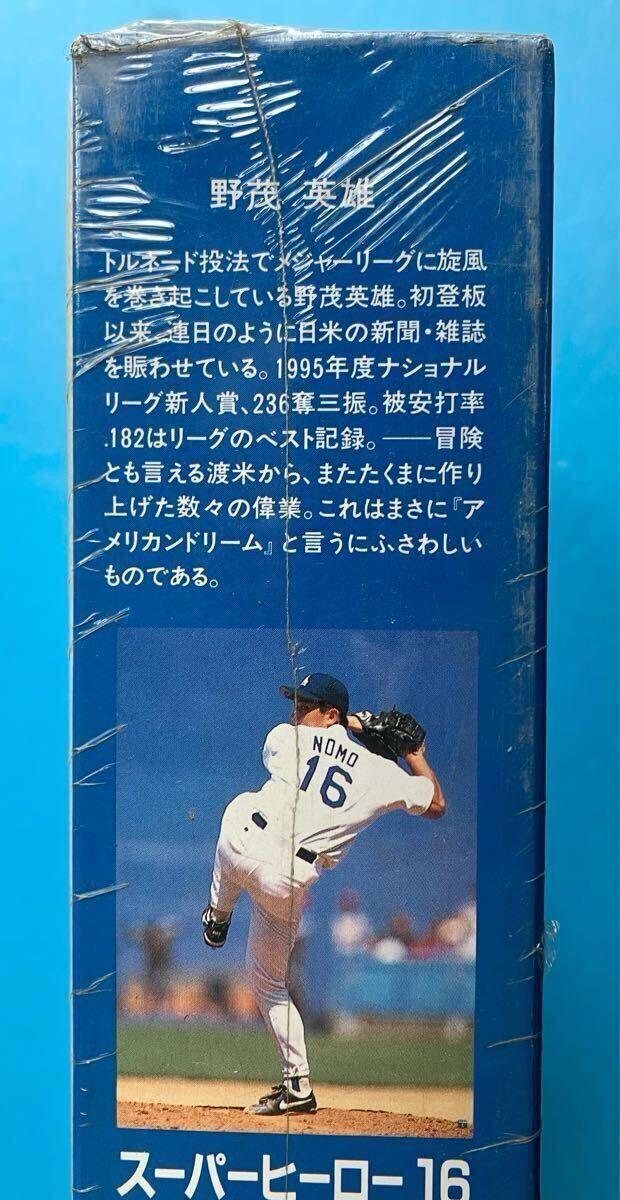 野茂 英雄
トルネード投法でメジャーリーグに旋風
を巻き起こしている野茂英雄。初登板
以来、連日のように日米の新聞・雑誌
を賑わせている。1995年度ナショナル
リーグ新人賞、236奪三振。被安打率
.182はリーグのベスト記録。——冒険
とも言える渡米から、またたくまに作り
上げた数々の偉業。これはまさに『ア
メリカンドリーム』と言うにふさわしい
ものである。
NOMO
16
スーパーヒーロー16